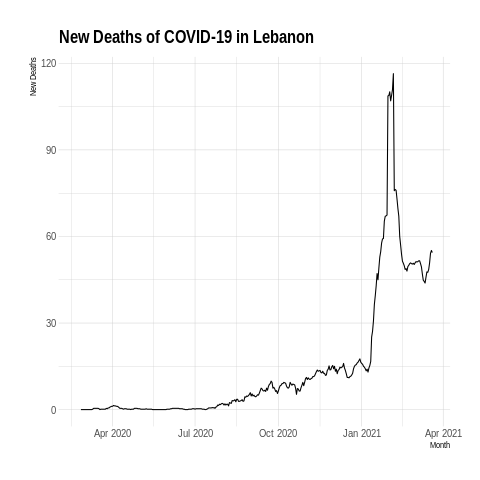 New Deaths of COVID-19 in Lebanon
New Deaths
120
90
60
30
0
Apr 2020
Jul 2020
Oct 2020
Jan 2021
Apr 2021
Month